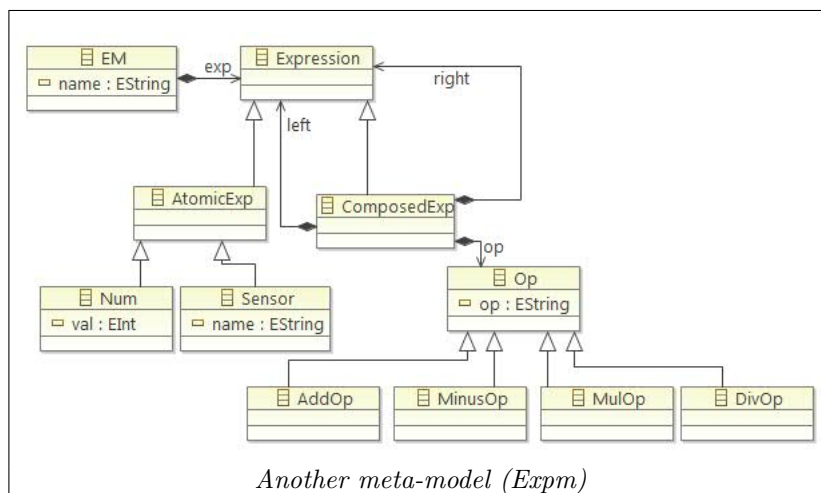 EM
name : EString
exp
Expression
right
left
AtomicExp
ComposedExp
op
Op
op : EString
Num
val : EInt
Sensor
name : EString
AddOp
MinusOp
MulOp
DivOp
Another meta-model (Expm)